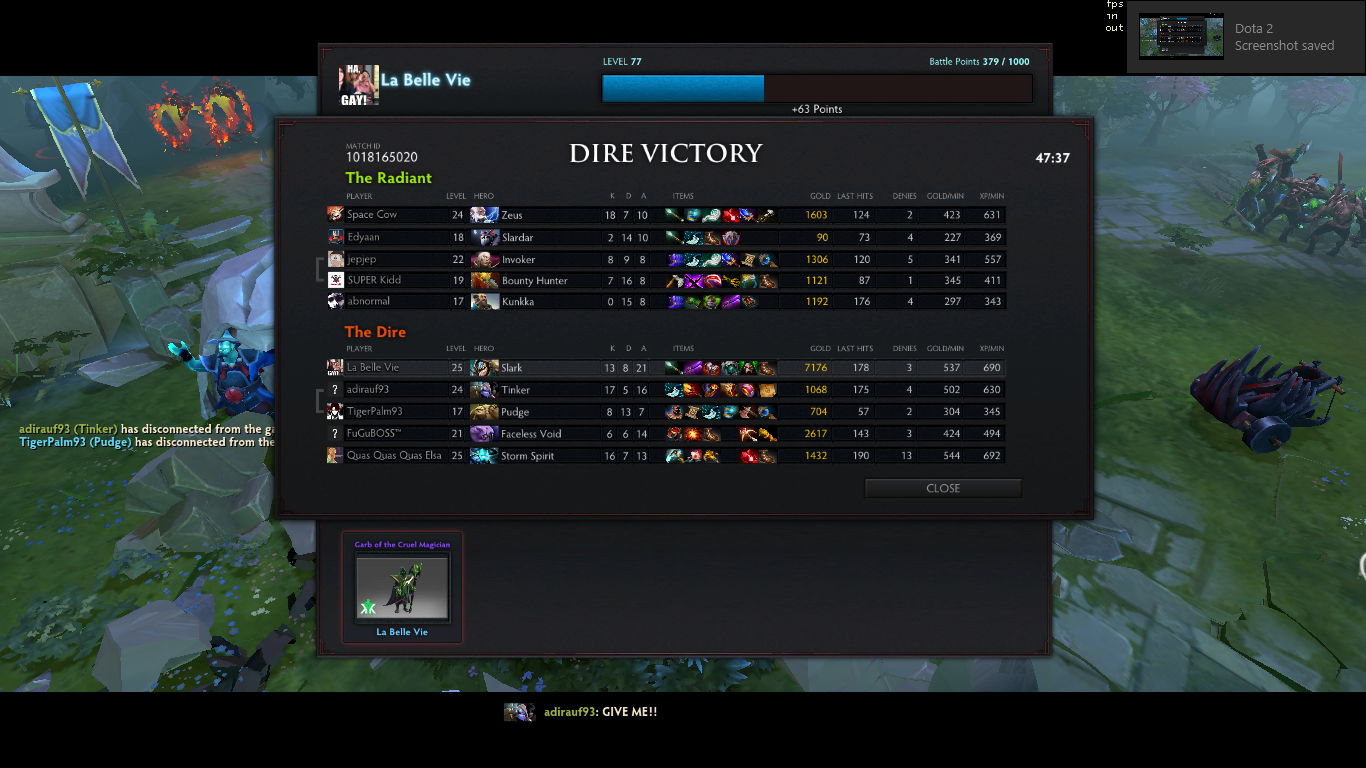 fps
in
out
Dota 2
Screenshot saved
HA,
GAY!
La Belle Vie
LEVEL 77
Battle Points 379 / 1000
+63 Points
MATCH ID
1018165020
DIRE VICTORY
47:37
The Radiant
PLAYER LEVEL HERO K D A ITEMS GOLD LAST HITS DENIES GOLD/MIN XP/MIN
Space Cow 24 Zeus 18 7 10 1603 124 2 423 631
Edyaan 18 Slardar 2 14 10 90 73 4 227 369
jepjep 22 Invoker 8 9 8 1306 120 5 341 557
SUPER Kidd 19 Bounty Hunter 7 16 8 1121 87 1 345 411
abnormal 17 Kunkka 0 15 8 1192 176 4 297 343
The Dire
PLAYER LEVEL HERO K D A ITEMS GOLD LAST HITS DENIES GOLD/MIN XP/MIN
La Belle Vie 25 Slark 13 8 21 7176 178 3 537 690
? adirauf93 24 Tinker 17 5 16 1068 175 4 502 630
TigerPalm93 17 Pudge 8 13 7 704 57 2 304 345
? FuGuBOSS™ 21 Faceless Void 6 6 14 2617 143 3 424 494
Quas Quas Quas Elsa 25 Storm Spirit 16 7 13 1432 190 13 544 692
adirauf93 (Tinker) has disconnected from the ga
TigerPalm93 (Pudge) has disconnected from the
CLOSE
Garb of the Cruel Magician
La Belle Vie
adirauf93: GIVE ME!!